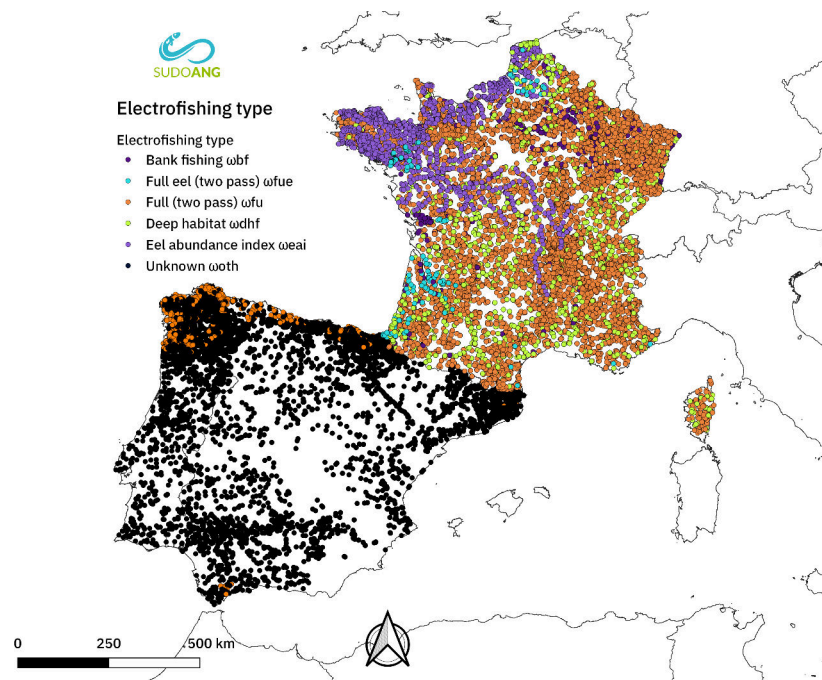 SUDOANG
Electrofishing type
Electrofishing type
Bank fishing ωbf
Full eel (two pass) ωfue
Full (two pass) ωfu
Deep habitat ωdhf
Eel abundance index ωeai
Unknown ωoth
0 250 500 km